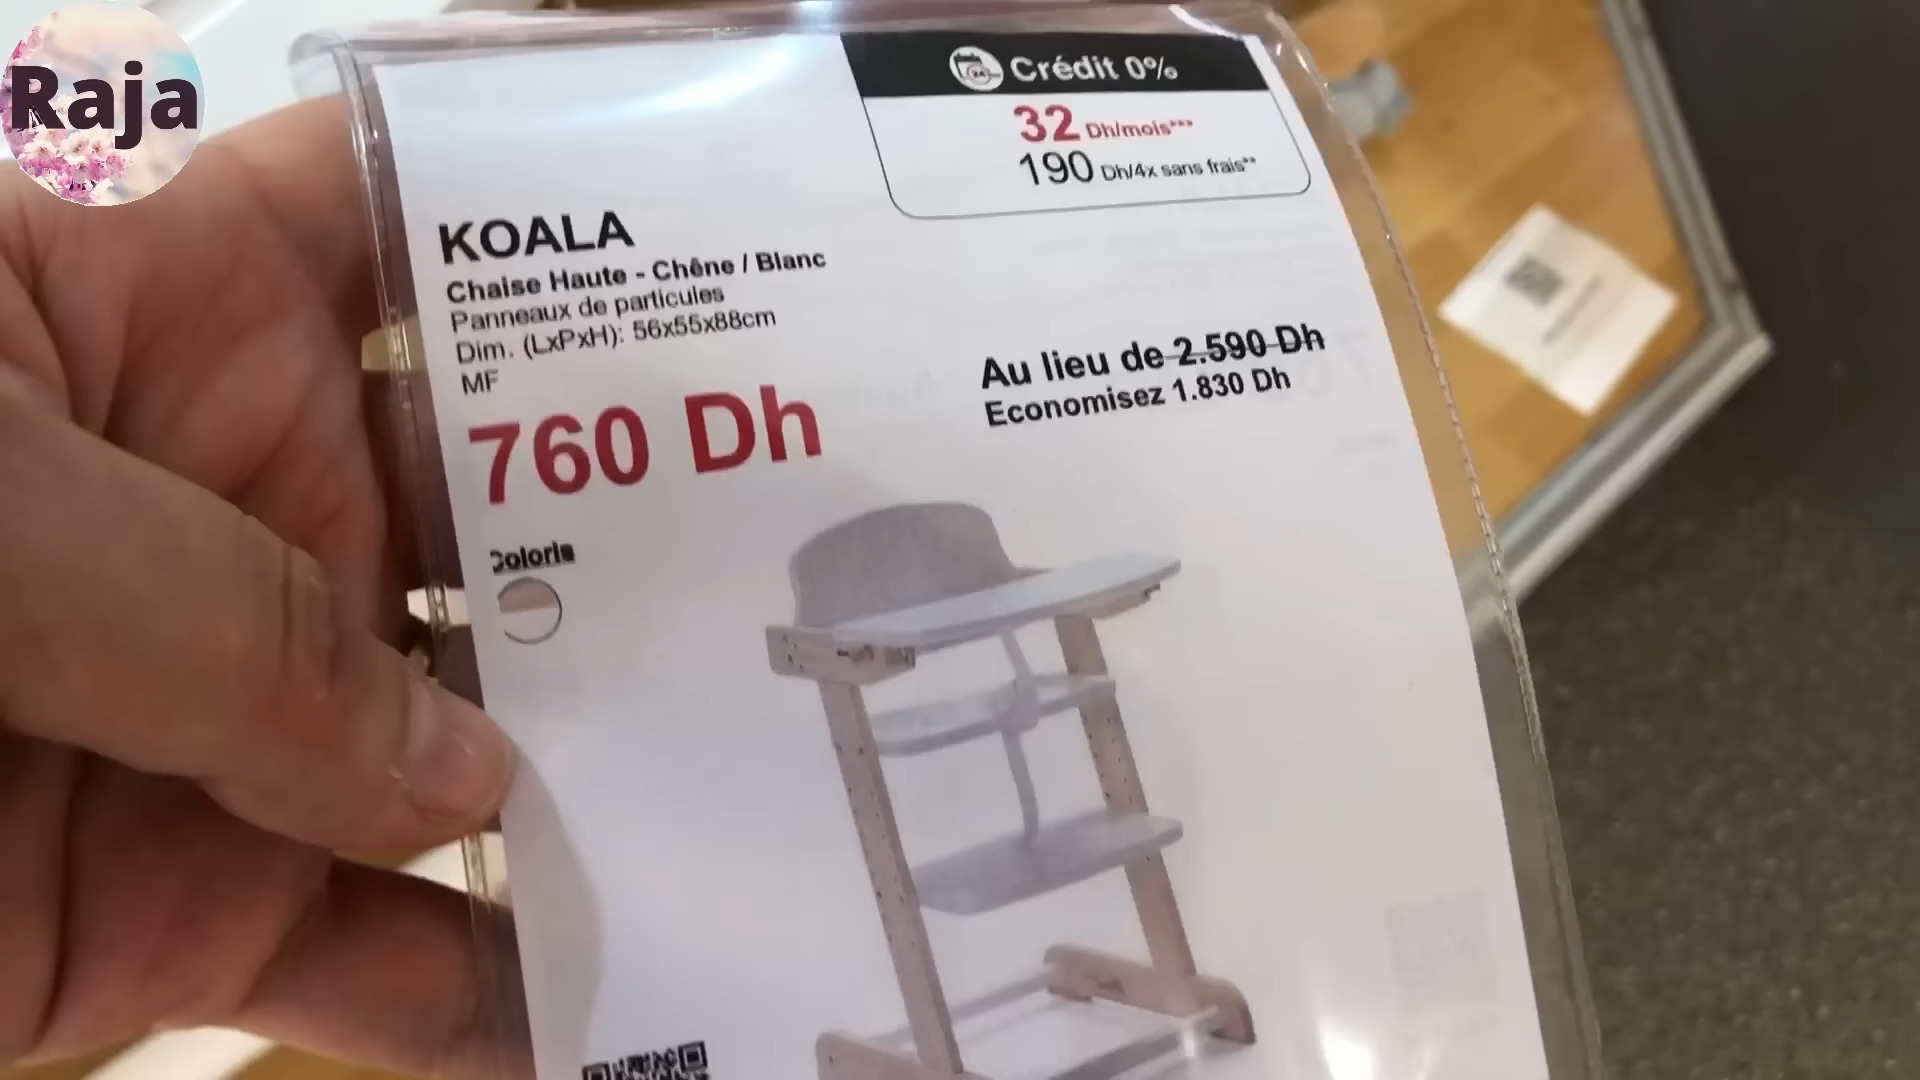 Raja
Crédit 0%
32 Dh/mois***
190 Dh/4x sans frais**
KOALA
Chaise Haute - Chêne / Blanc
Panneaux de particules
Dim. (LxPxH): 56x55x88cm
MF
760 Dh
Au lieu de 2.590 Dh
Economisez 1.830 Dh
Coloris